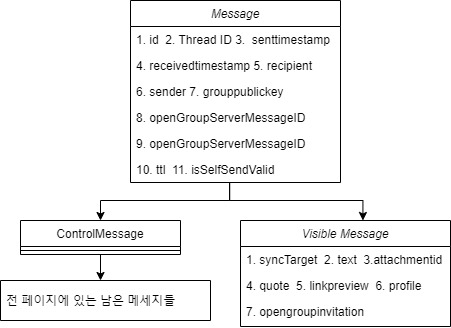 Message
1. id 2. Thread ID 3. senttimestamp
4. receivedtimestamp 5. recipient
6. sender 7. grouppublickey
8. openGroupServerMessageID
9. openGroupServerMessageID
10. ttl 11. isSelfSendValid
ControlMessage
전 페이지에 있는 남은 메세지들
Visible Message
1. syncTarget 2. text 3.attachmentid
4. quote 5. linkpreview 6. profile
7. opengroupinvitation